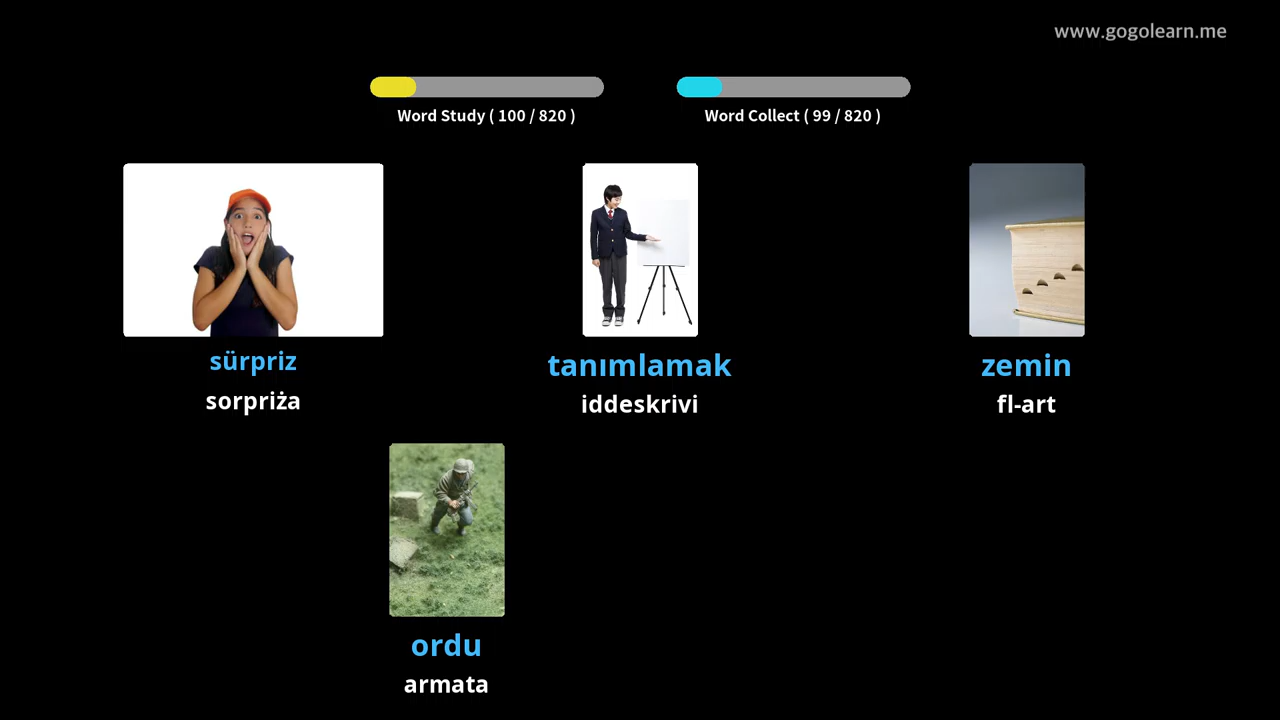 www.gogolearn.me
Word Study ( 100 / 820 )
Word Collect ( 99 / 820 )
sürpriz
sorpriża
tanımlamak
iddeskrivi
zemin
fl-art
ordu
armata